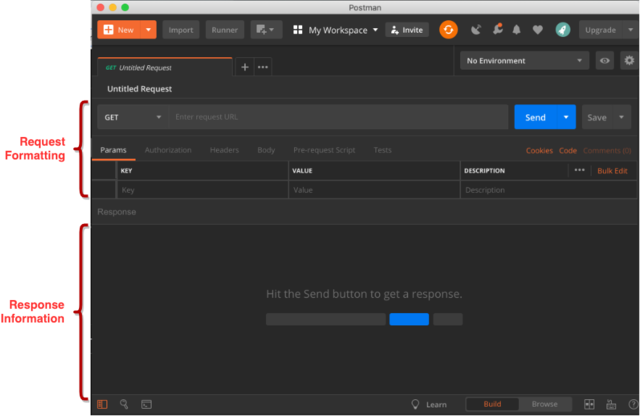 Postman
New Import Runner My Workspace Invite Upgrade
GET Untitled Request + ••• No Environment
Untitled Request
Request
Formatting
GET Enter request URL Send Save
Params Authorization Headers Body Pre-request Script Tests Cookies Code Comments (0)
KEY VALUE DESCRIPTION ••• Bulk Edit
Key Value Description
Response
Response
Information
Hit the Send button to get a response.
Learn Build Browse